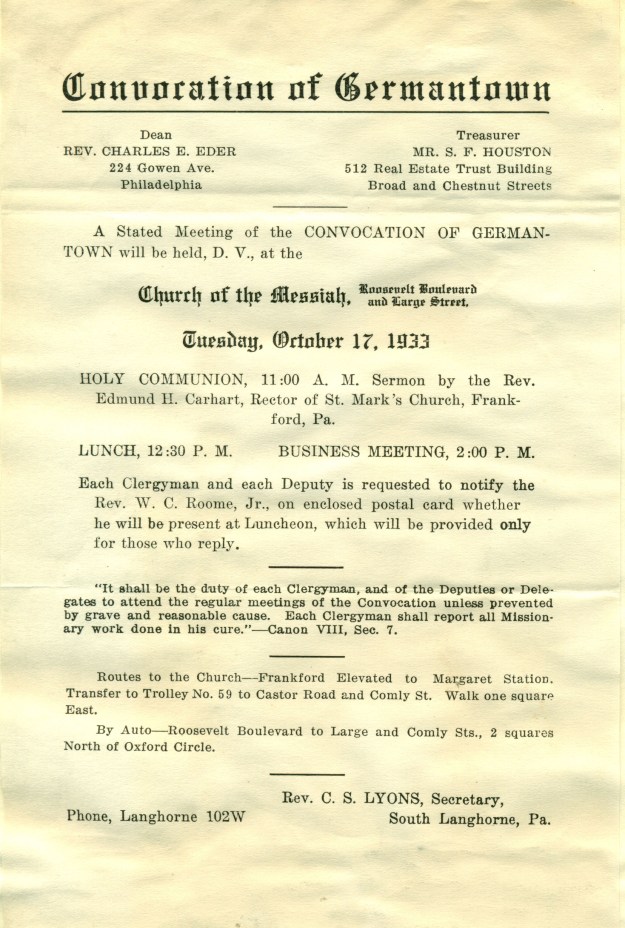 Convocation of Germantown
Dean
REV. CHARLES E. EDER
224 Gowen Ave.
Philadelphia
Treasurer
MR. S. F. HOUSTON
512 Real Estate Trust Building
Broad and Chestnut Streets
A Stated Meeting of the CONVOCATION OF GERMAN-
TOWN will be held, D. V., at the
Church of the Messiah, Roosevelt Boulevard
and Large Street,
Tuesday, October 17, 1933
HOLY COMMUNION, 11:00 A. M. Sermon by the Rev.
Edmund H. Carhart, Rector of St. Mark's Church, Frank-
ford, Pa.
LUNCH, 12:30 P. M. BUSINESS MEETING, 2:00 P. M.
Each Clergyman and each Deputy is requested to notify the
Rev. W. C. Roome, Jr., on enclosed postal card whether
he will be present at Luncheon, which will be provided only
for those who reply.
"It shall be the duty of each Clergyman, and of the Deputies or Dele-
gates to attend the regular meetings of the Convocation unless prevented
by grave and reasonable cause. Each Clergyman shall report all Mission-
ary work done in his cure."—Canon VIII, Sec. 7.
Routes to the Church—Frankford Elevated to Margaret Station.
Transfer to Trolley No. 59 to Castor Road and Comly St. Walk one square
East.
By Auto—Roosevelt Boulevard to Large and Comly Sts., 2 squares
North of Oxford Circle.
Rev. C. S. LYONS, Secretary,
Phone, Langhorne 102W South Langhorne, Pa.